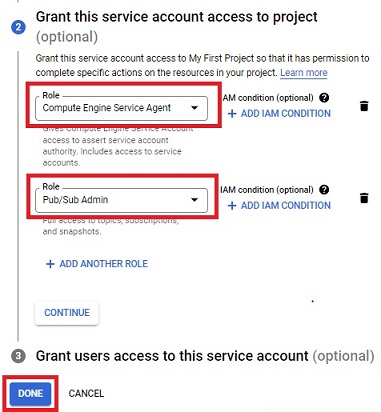 Grant this service account access to project
2
(optional)
Grant this service account access to My First Project so that it has permission to
complete specific actions on the resources in your project. Learn more
Role
Compute Engine Service Agent
IAM condition (optional)
+ ADD IAM CONDITION
Gives Compute Engine Service Account
access to assert service account
authority. Includes access to service
accounts.
Role
Pub/Sub Admin
IAM condition (optional)
+ ADD IAM CONDITION
Full access to topics, subscriptions,
and snapshots.
+ ADD ANOTHER ROLE
CONTINUE
3 Grant users access to this service account (optional)
DONE CANCEL